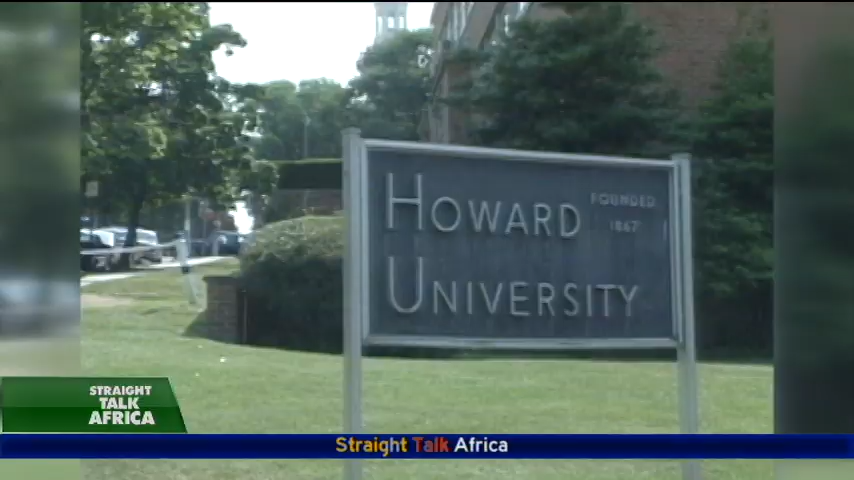 HOWARD
FOUNDED
1867
UNIVERSITY
STRAIGHT
TALK
AFRICA
Straight Talk Africa